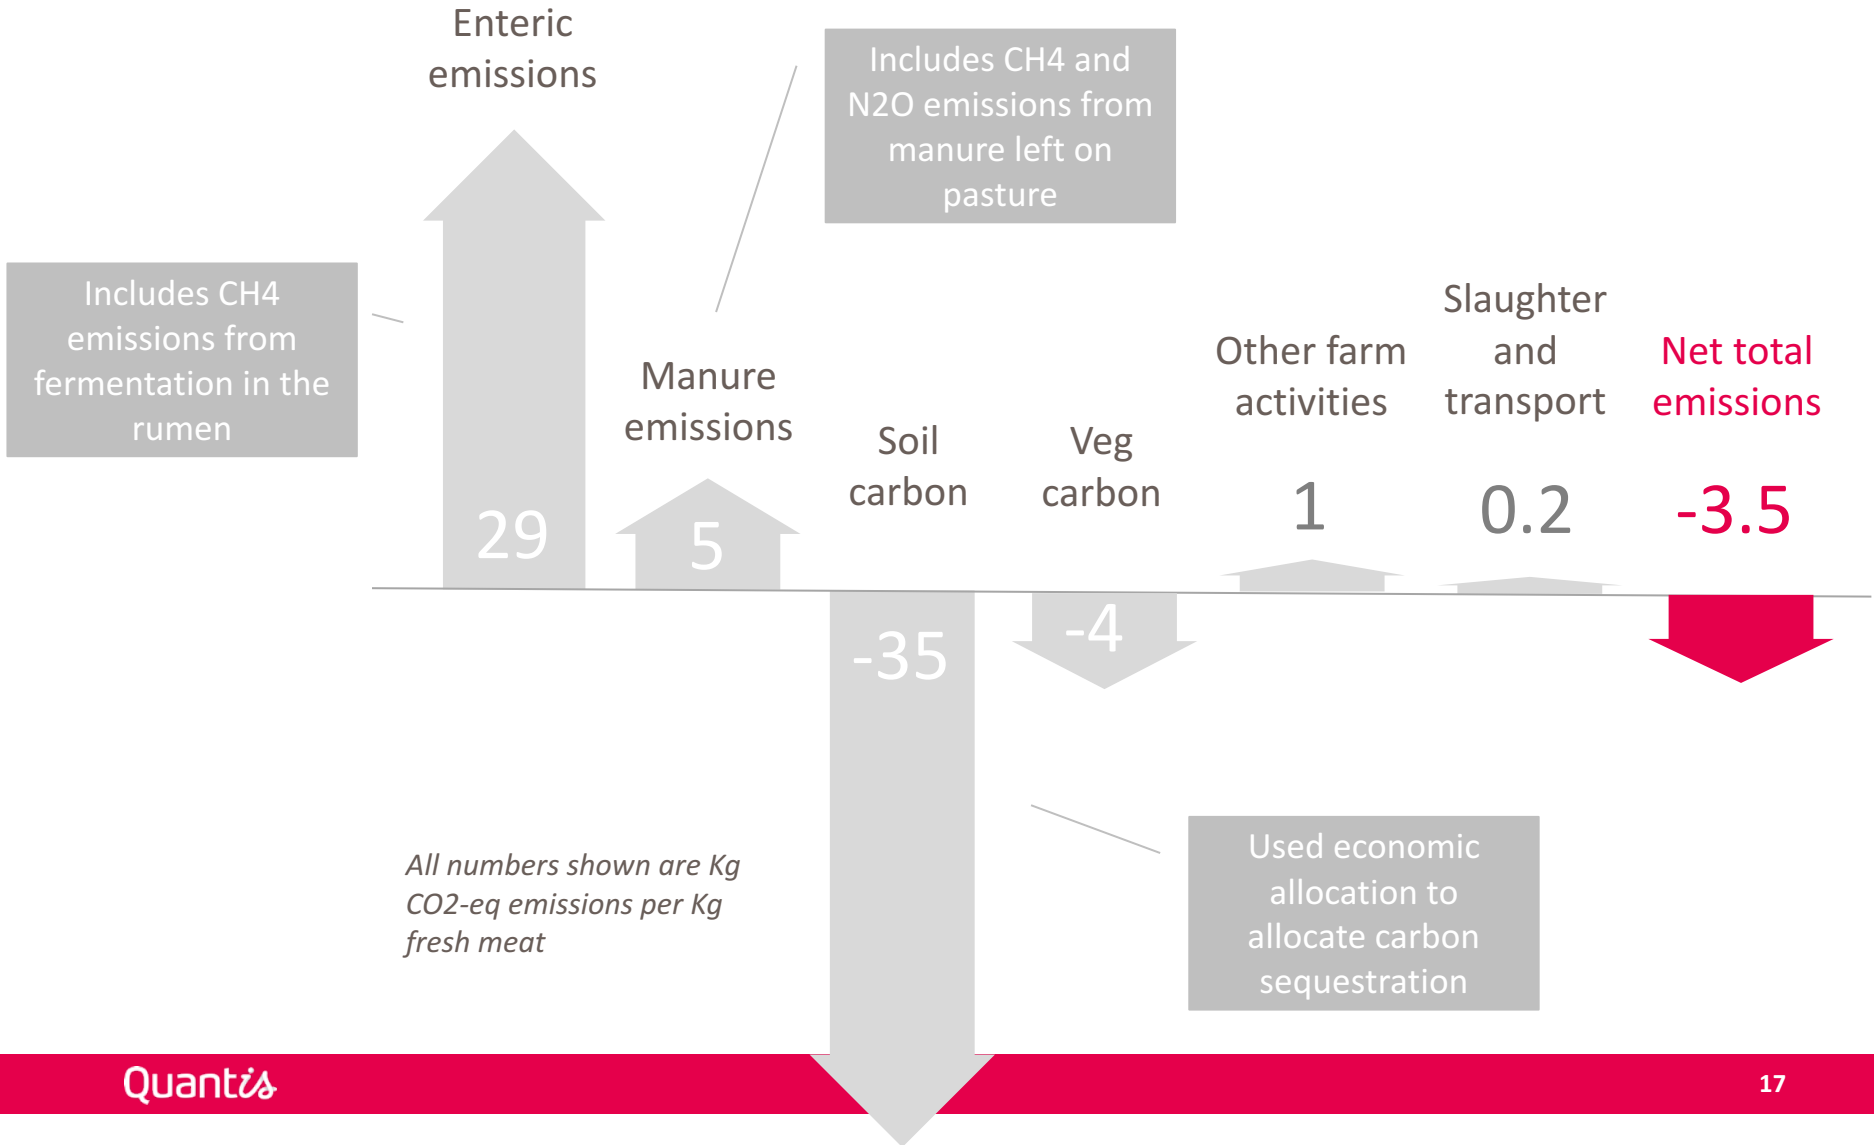 Enteric
emissions
Includes CH4 and
N2O emissions from
manure left on
pasture
Includes CH4
emissions from
fermentation in the
rumen
Manure
emissions
Soil
carbon
Veg
carbon
Other farm
activities
Slaughter
and
transport
Net total
emissions
29
5
-35
-4
1
0.2
-3.5
All numbers shown are Kg
CO2-eq emissions per Kg
fresh meat
Used economic
allocation to
allocate carbon
sequestration
Quantis
17